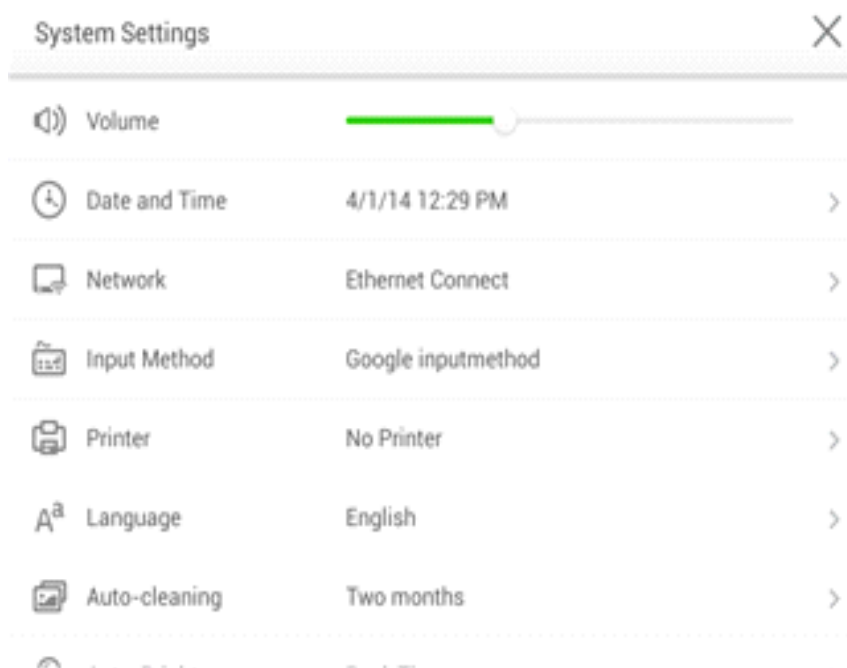 System Settings
Volume
Date and Time 4/1/14 12:29 PM
Network Ethernet Connect
Input Method Google inputmethod
Printer No Printer
Language English
Auto-cleaning Two months